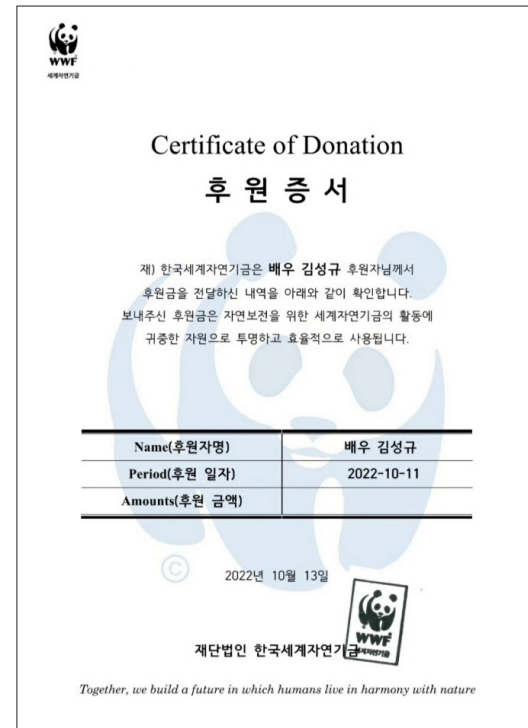 WWF
세계자연기금
Certificate of Donation
후 원 증 서
재) 한국세계자연기금은 배우 김성규 후원자님께서
후원금을 전달하신 내역을 아래와 같이 확인합니다.
보내주신 후원금은 자연보전을 위한 세계자연기금의 활동에
귀중한 자원으로 투명하고 효율적으로 사용됩니다.
Name(후원자명) 배우 김성규
Period(후원 일자) 2022-10-11
Amounts(후원 금액)
©
2022년 10월 13일
WWF
세계자연기금
재단법인 한국세계자연기금
Together, we build a future in which humans live in harmony with nature